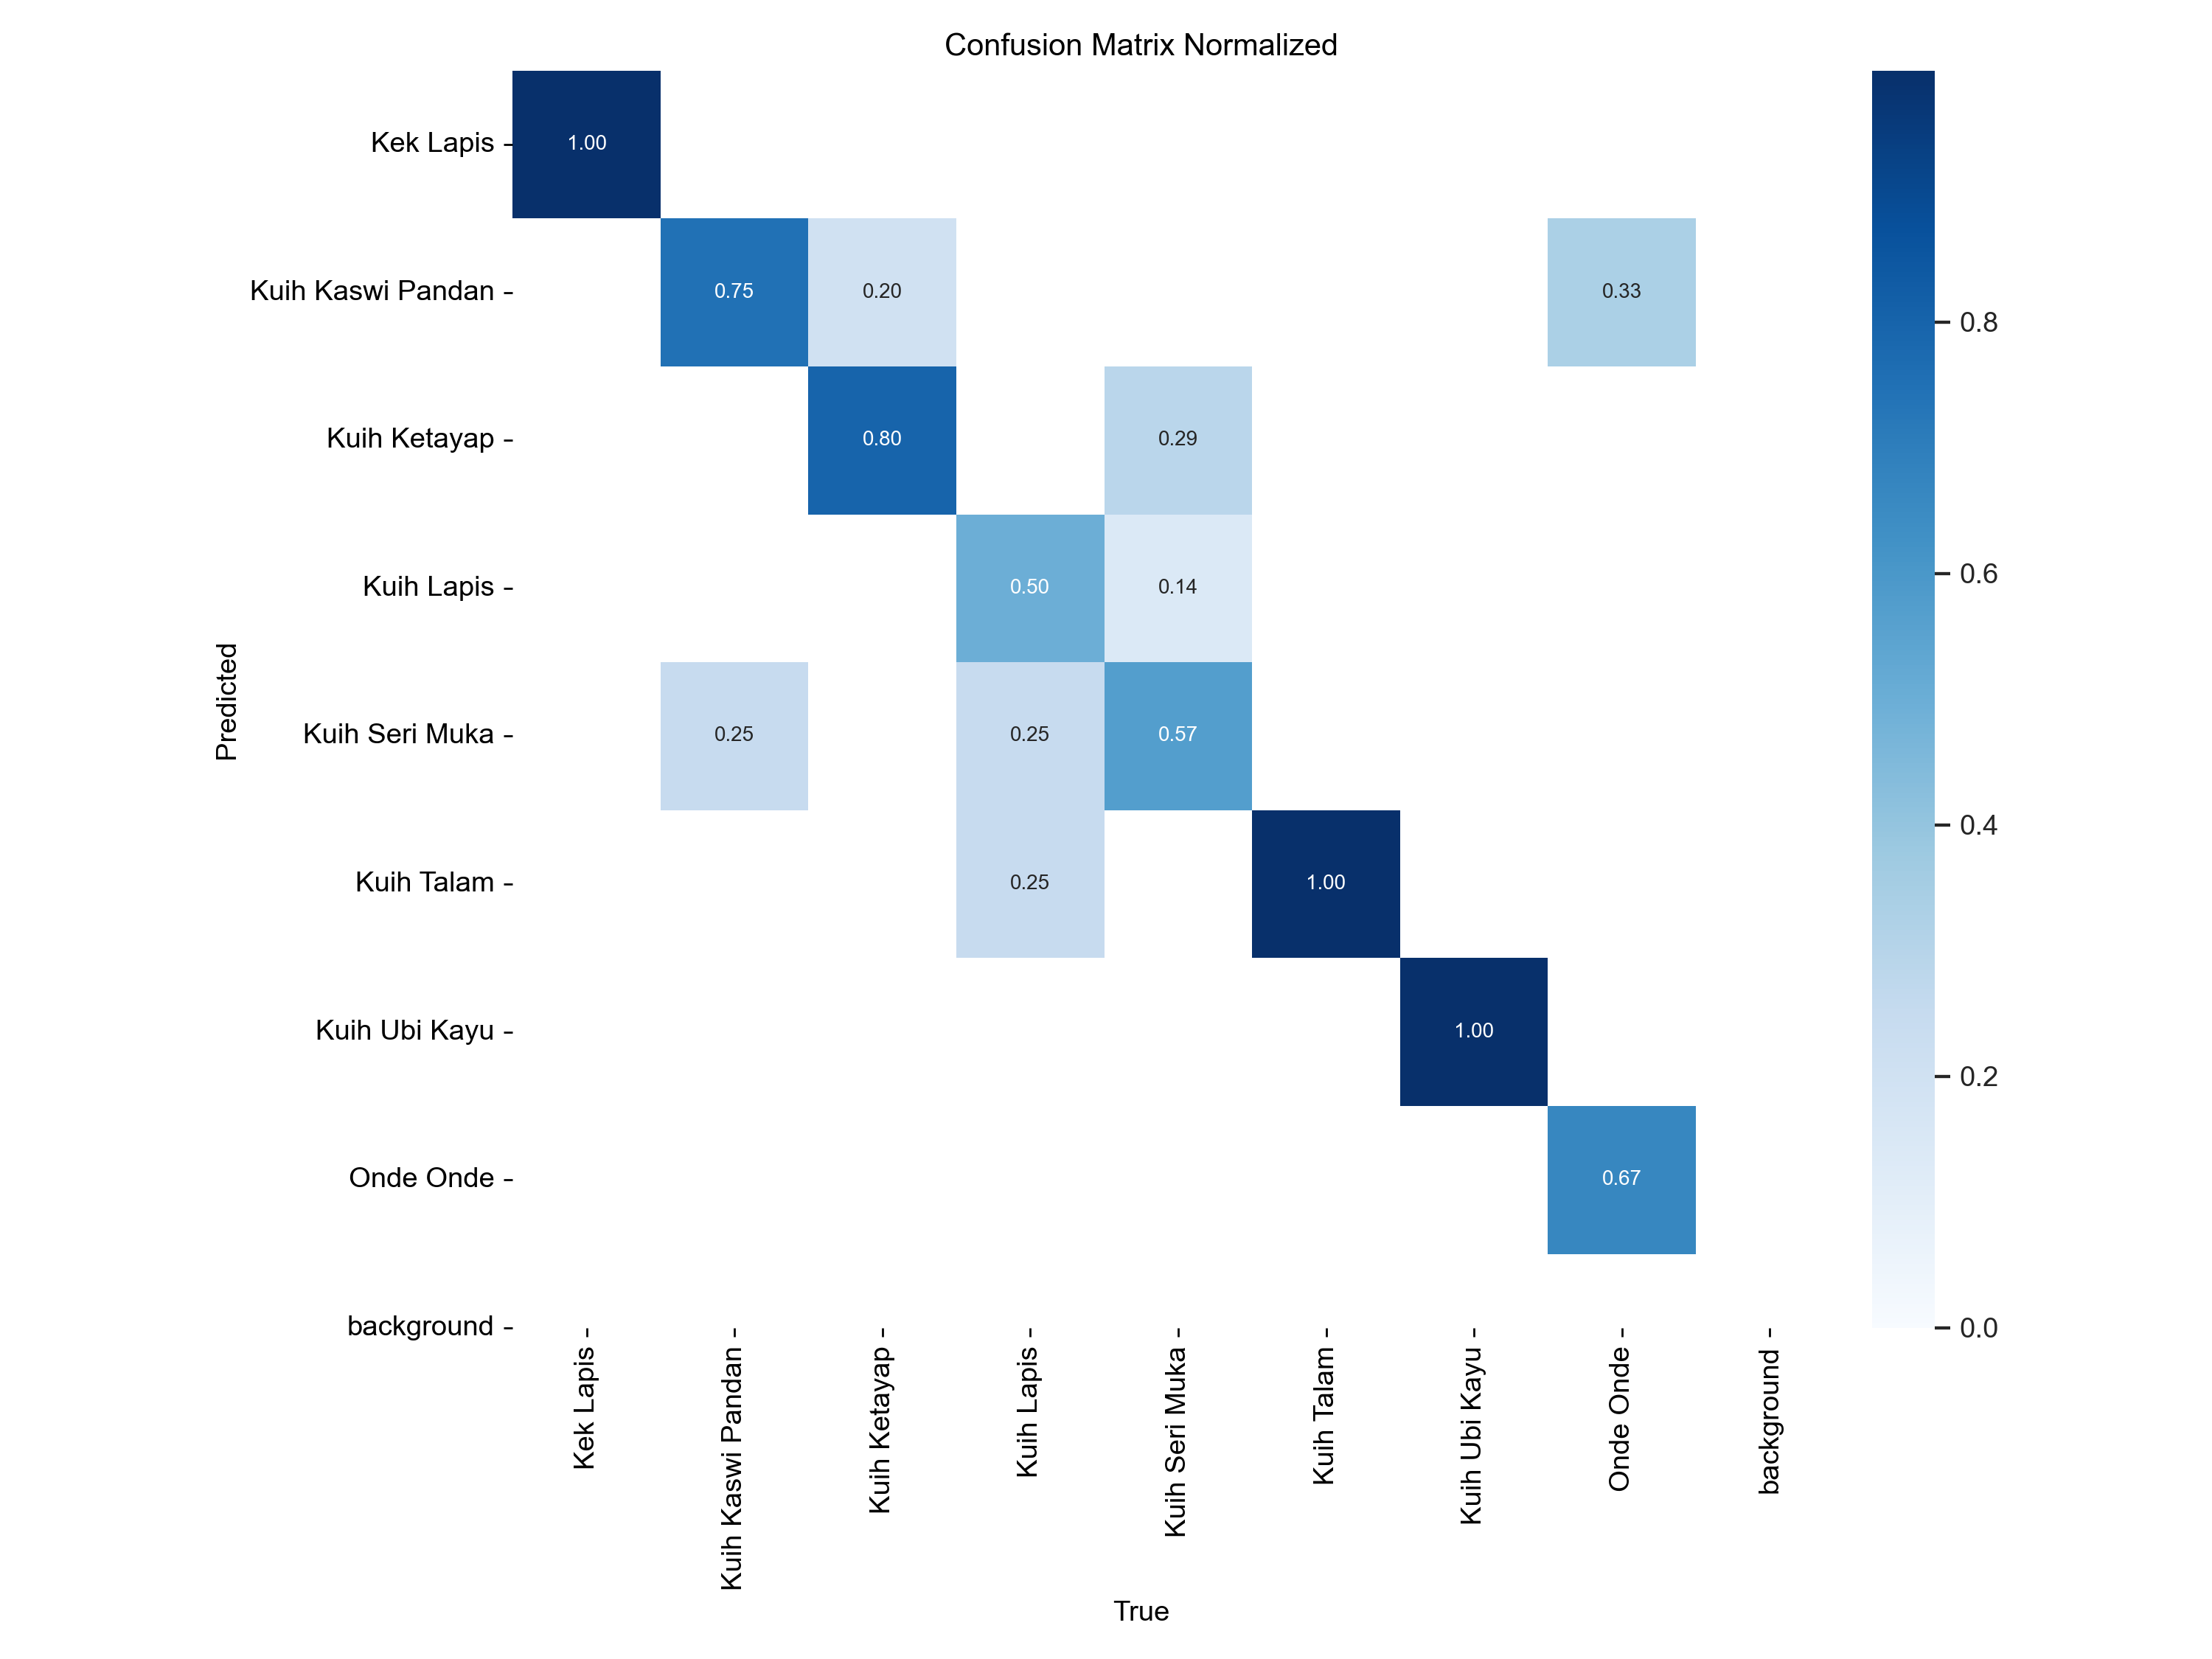 Confusion Matrix Normalized
Kek Lapis
1.00
Kuih Kaswi Pandan
0.75
0.20
0.33
0.8
Kuih Ketayap
0.80
0.29
Kuih Lapis
0.50
0.14
0.6
Predicted
Kuih Seri Muka
0.25
0.25
0.57
0.4
Kuih Talam
0.25
1.00
Kuih Ubi Kayu
1.00
0.2
Onde Onde
0.67
background
0.0
Kek Lapis
Kuih Kaswi Pandan
Kuih Ketayap
Kuih Lapis
Kuih Seri Muka
Kuih Talam
Kuih Ubi Kayu
Onde Onde
background
True